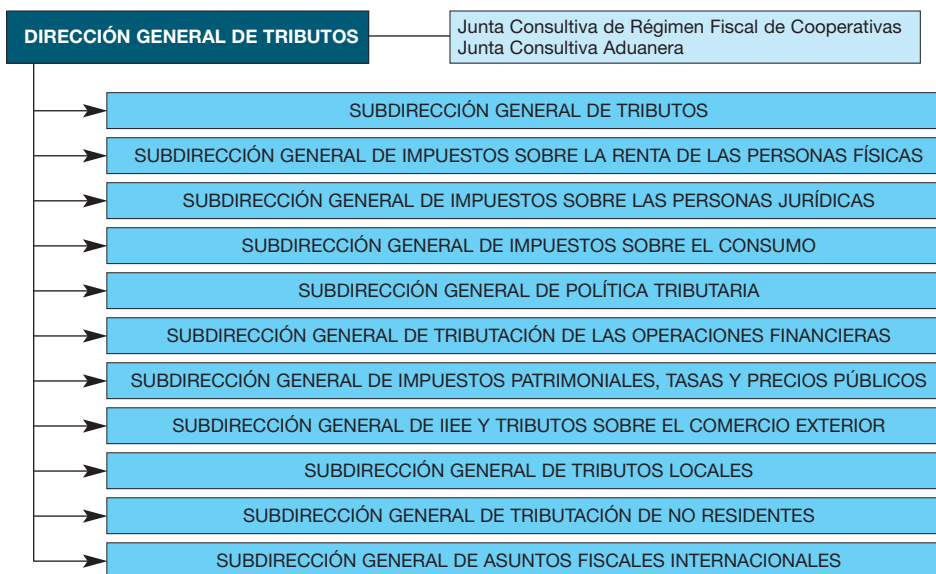 DIRECCIÓN GENERAL DE TRIBUTOS
Junta Consultiva de Régimen Fiscal de Cooperativas
Junta Consultiva Aduanera
SUBDIRECCIÓN GENERAL DE TRIBUTOS
SUBDIRECCIÓN GENERAL DE IMPUESTOS SOBRE LA RENTA DE LAS PERSONAS FÍSICAS
SUBDIRECCIÓN GENERAL DE IMPUESTOS SOBRE LAS PERSONAS JURÍDICAS
SUBDIRECCIÓN GENERAL DE IMPUESTOS SOBRE EL CONSUMO
SUBDIRECCIÓN GENERAL DE POLÍTICA TRIBUTARIA
SUBDIRECCIÓN GENERAL DE TRIBUTACIÓN DE LAS OPERACIONES FINANCIERAS
SUBDIRECCIÓN GENERAL DE IMPUESTOS PATRIMONIALES, TASAS Y PRECIOS PÚBLICOS
SUBDIRECCIÓN GENERAL DE IIEE Y TRIBUTOS SOBRE EL COMERCIO EXTERIOR
SUBDIRECCIÓN GENERAL DE TRIBUTOS LOCALES
SUBDIRECCIÓN GENERAL DE TRIBUTACIÓN DE NO RESIDENTES
SUBDIRECCIÓN GENERAL DE ASUNTOS FISCALES INTERNACIONALES